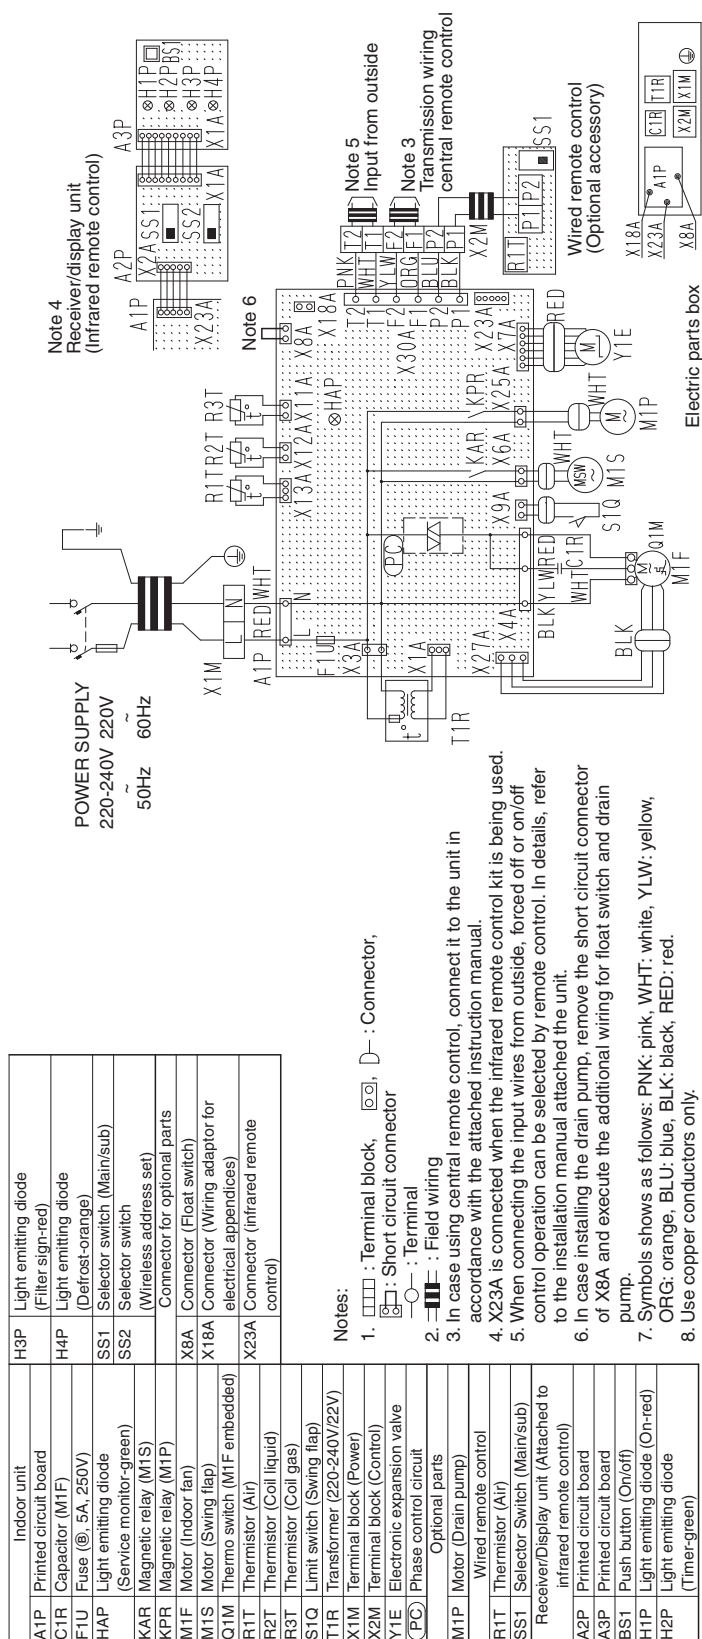 Indoor unit
A1P Printed circuit board
C1R Capacitor (M1F)
F1U Fuse (Ⓑ, 5A, 250V)
HAP Light emitting diode
(Service monitor-green)
KAR Magnetic relay (M1S)
KPR Magnetic relay (M1P)
M1F Motor (Indoor fan)
M1S Motor (Swing flap)
Q1M Thermo switch (M1F embedded)
R1T Thermistor (Air)
R2T Thermistor (Coil liquid)
R3T Thermistor (Coil gas)
S1Q Limit switch (Swing flap)
T1R Transformer (220-240V/22V)
X1M Terminal block (Power)
X2M Terminal block (Control)
Y1E Electronic expansion valve
PC Phase control circuit
Optional parts
M1P Motor (Drain pump)
Wired remote control
R1T Thermistor (Air)
SS1 Selector Switch (Main/sub)
Receiver/Display unit (Attached to
infrared remote control)
A2P Printed circuit board
A3P Printed circuit board
BS1 Push button (On/off)
H1P Light emitting diode (On-red)
H2P Light emitting diode
(Timer-green)
H3P Light emitting diode
(Filter sign-red)
H4P Light emitting diode
(Defrost-orange)
SS1 Selector switch (Main/sub)
SS2 Selector switch
(Wireless address set)
Connector for optional parts
X8A Connector (Float switch)
X18A Connector (Wiring adaptor for
electrical appendices)
X23A Connector (infrared remote
control)
Notes:
1. : Terminal block, , : Connector,
: Short circuit connector
: Terminal
2. : Field wiring
3. In case using central remote control, connect it to the unit in
accordance with the attached instruction manual.
4. X23A is connected when the infrared remote control kit is being used.
5. When connecting the input wires from outside, forced off or on/off
control operation can be selected by remote control. In details, refer
to the installation manual attached the unit.
6. In case installing the drain pump, remove the short circuit connector
of X8A and execute the additional wiring for float switch and drain
pump.
7. Symbols shows as follows: PNK: pink, WHT: white, YLW: yellow,
ORG: orange, BLU: blue, BLK: black, RED: red.
8. Use copper conductors only.
POWER SUPPLY
220-240V 220V
~ ~
50Hz 60Hz
X1M
L N
RED WHT
A1P
L N
F1U
X3A
X1A
t°
T1R
X27A
X4A
BLK YLW RED
WHT C1R
BLK
M~
Q1M
M1F
PC
R1T R2T R3T
t° t° t°
X13A X12A X11A
HAP
X8A
X18A
Note 6
KAR
KPR
X9A
X6A
X25A
X7A
X23A
X30A
S1Q
WHT
MSW
M1S
WHT
M~
M1P
RED
M
Y1E
T2
T1
F2
F1
P2
P1
PNK
WHT
YLW
ORG
BLU
BLK
T2
T1
F2
F1
P2
P1
X2M
Note 5
Input from outside
Note 3
Transmission wiring
central remote control
R1T
P1 P2
SS1
Wired remote control
(Optional accessory)
Note 4
Receiver/display unit
(Infrared remote control)
A1P
X23A
A2P
X2A
SS1
SS2
X1A
A3P
X1A
H1P
H2P
H3P
H4P
BS1
X18A
X23A
X8A
A1P
C1R
T1R
X2M
X1M
Electric parts box